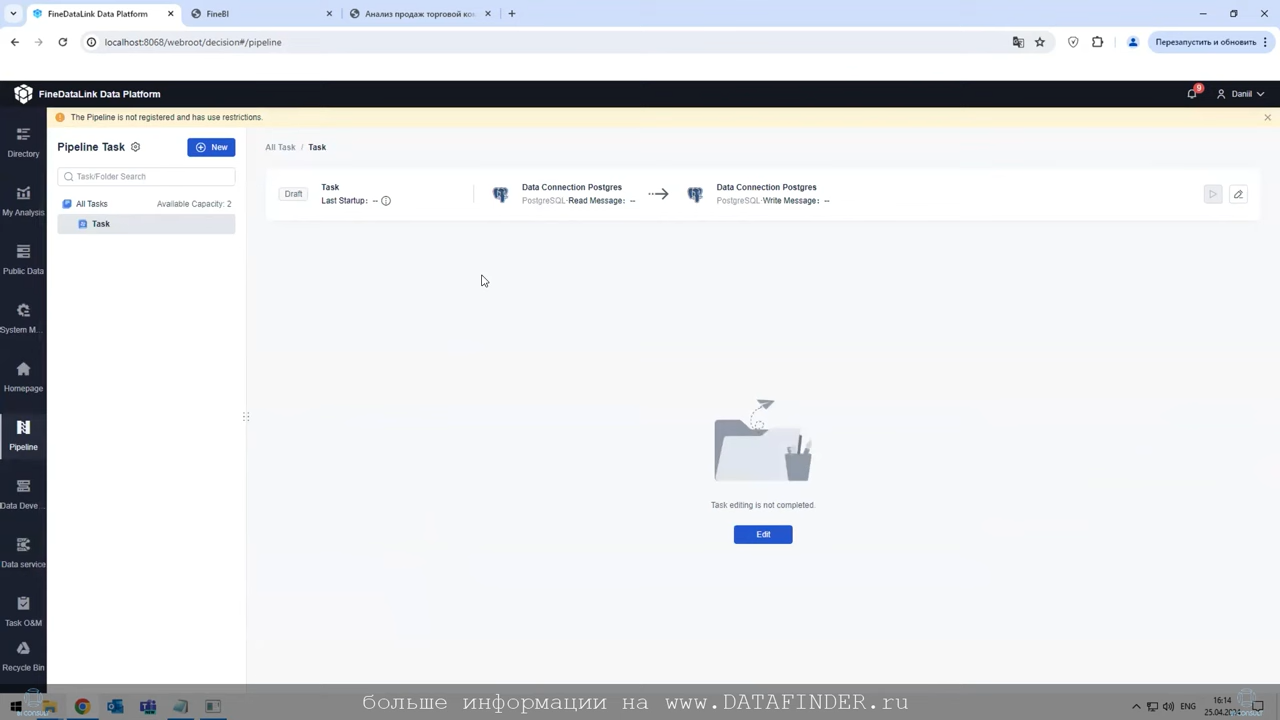 FineDataLink Data Platform
FineBI
Анализ продаж торговой ко
localhost:8068/webroot/decision#/pipeline
Перезапустить и обновить
FineDataLink Data Platform
9
Daniil
The Pipeline is not registered and has use restrictions.
Directory
My Analysis
Public Data
System M...
Homepage
Pipeline
Data Deve...
Data service
Task O&M
Recycle Bin
Pipeline Task
New
Task/Folder Search
All Tasks
Available Capacity: 2
Task
All Task / Task
Draft
Task
Last Startup: --
Data Connection Postgres
PostgreSQL·Read Message: --
Data Connection Postgres
PostgreSQL·Write Message: --
Task editing is not completed.
Edit
больше информации на www.DATAFINDER.ru
ENG
16:14